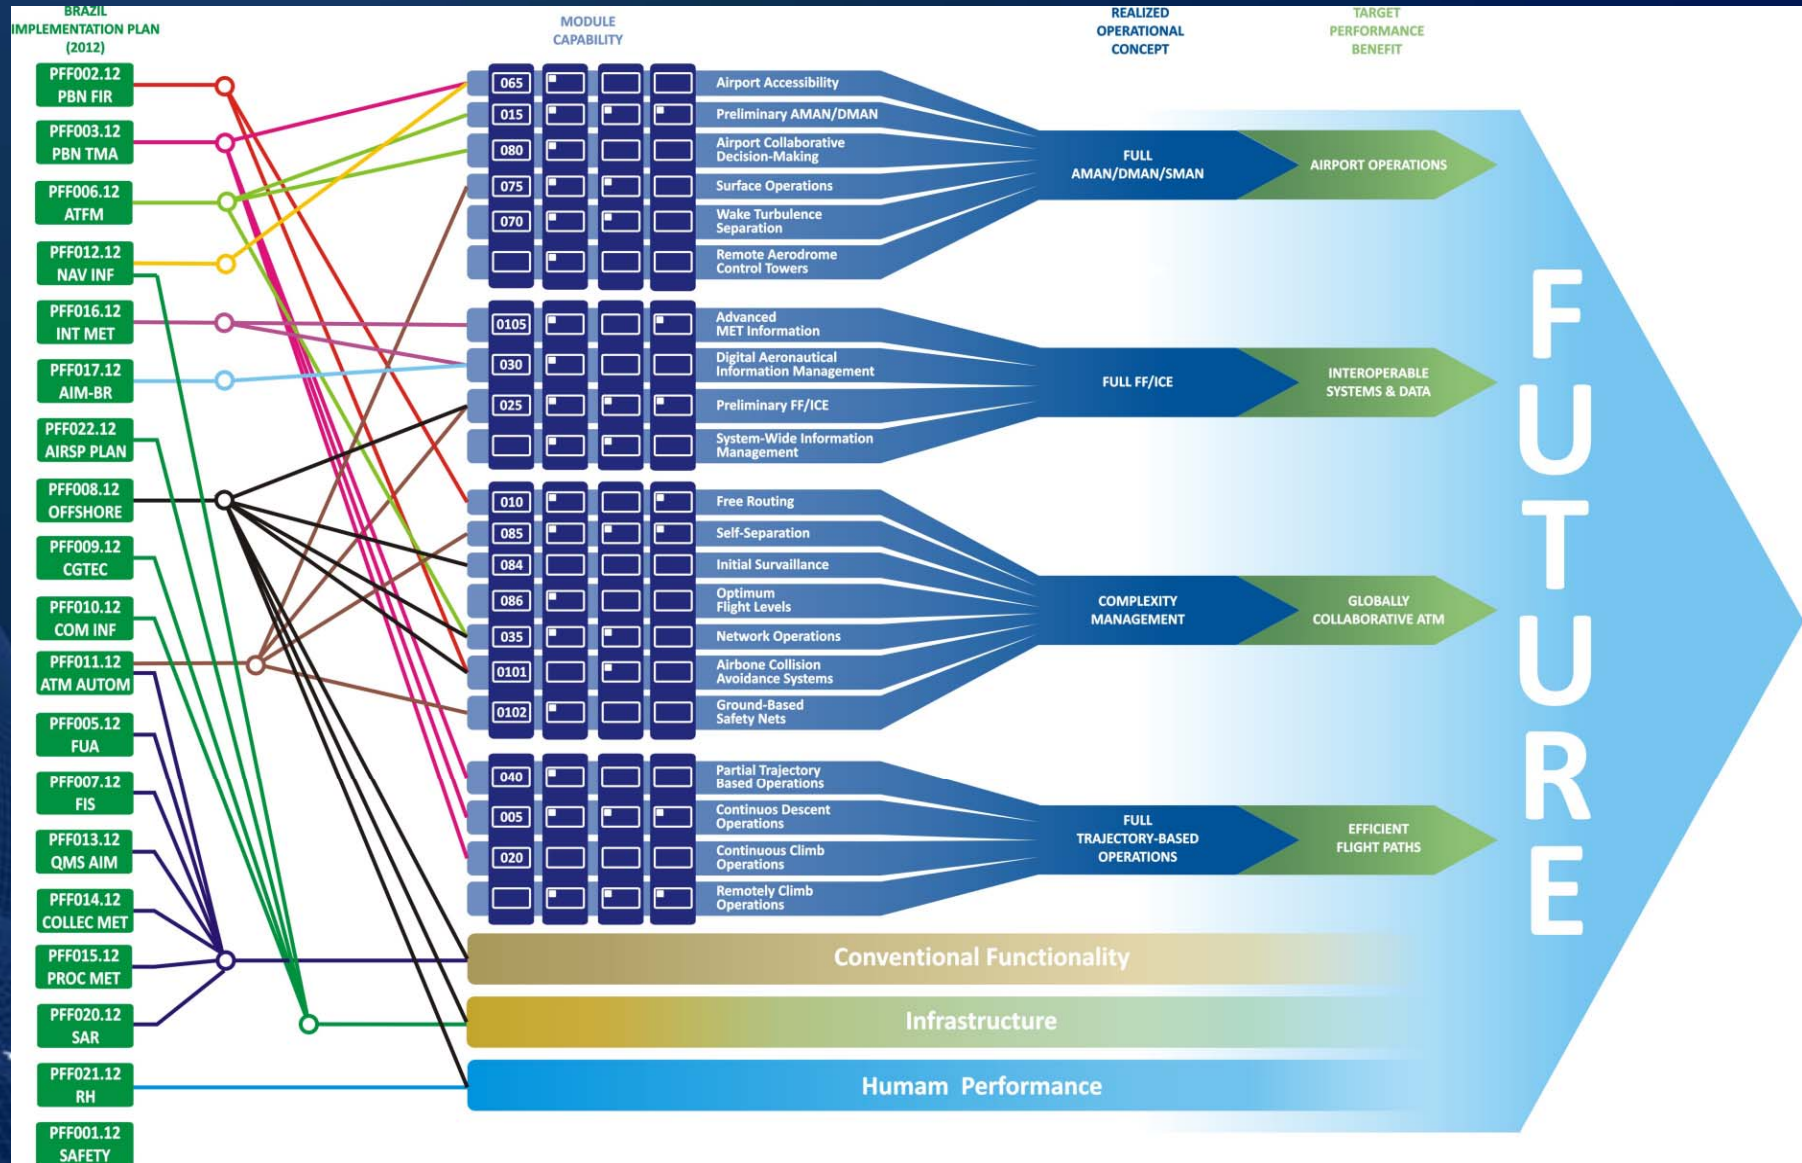 BRAZIL
IMPLEMENTATION PLAN
(2012)
MODULE
CAPABILITY
REALIZED
OPERATIONAL
CONCEPT
TARGET
PERFORMANCE
BENEFIT
PFF002.12
PBN FIR
PFF003.12
PBN TMA
PFF006.12
ATFM
PFF012.12
NAV INF
PFF016.12
INT MET
PFF017.12
AIM-BR
PFF022.12
AIRSP PLAN
PFF008.12
OFFSHORE
PFF009.12
CGTEC
PFF010.12
COM INF
PFF011.12
ATM AUTOM
PFF005.12
FUA
PFF007.12
FIS
PFF013.12
QMS AIM
PFF014.12
COLLEC MET
PFF015.12
PROC MET
PFF020.12
SAR
PFF021.12
RH
PFF001.12
SAFETY
065
Airport Accessibility
015
Preliminary AMAN/DMAN
080
Airport Collaborative
Decision-Making
075
Surface Operations
070
Wake Turbulence
Separation
Remote Aerodrome
Control Towers
FULL
AMAN/DMAN/SMAN
AIRPORT OPERATIONS
0105
Advanced
MET Information
030
Digital Aeronautical
Information Management
025
Preliminary FF/ICE
System-Wide Information
Management
FULL FF/ICE
INTEROPERABLE
SYSTEMS & DATA
010
Free Routing
085
Self-Separation
084
Initial Survaillance
086
Optimum
Flight Levels
035
Network Operations
0101
Airbone Collision
Avoidance Systems
0102
Ground-Based
Safety Nets
COMPLEXITY
MANAGEMENT
GLOBALLY
COLLABORATIVE ATM
040
Partial Trajectory
Based Operations
005
Continuos Descent
Operations
020
Continuous Climb
Operations
Remotely Climb
Operations
FULL
TRAJECTORY-BASED
OPERATIONS
EFFICIENT
FLIGHT PATHS
Conventional Functionality
Infrastructure
Humam Performance
FUTURE